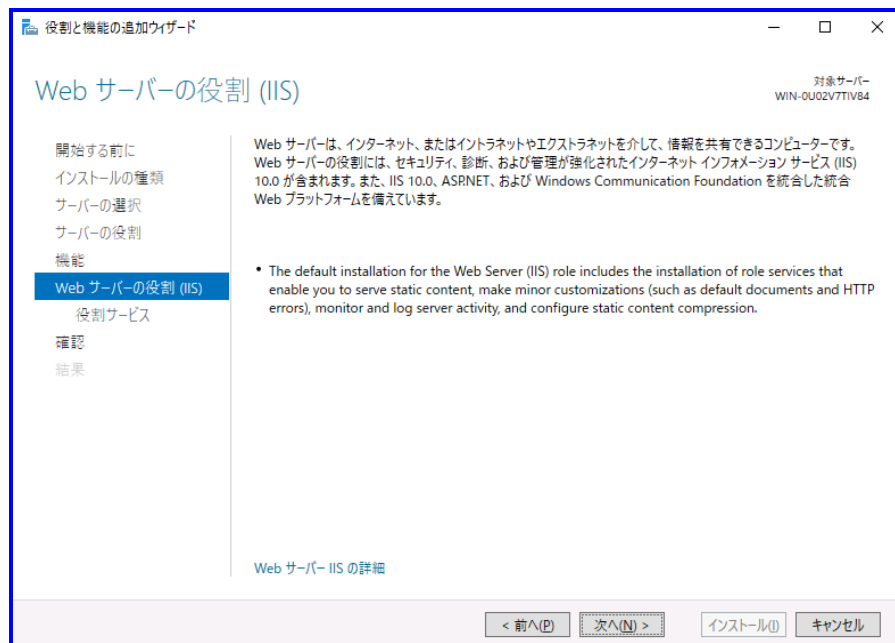 役割と機能の追加ウィザード
Web サーバーの役割 (IIS)
対象サーバー
WIN-0U02V7TIV84
開始する前に
インストールの種類
サーバーの選択
サーバーの役割
機能
Web サーバーの役割 (IIS)
役割サービス
確認
結果
Web サーバーは、インターネット、またはイントラネットやエクストラネットを介して、情報を共有できるコンピューターです。
Web サーバーの役割には、セキュリティ、診断、および管理が強化されたインターネット インフォメーション サービス (IIS)
10.0 が含まれます。また、IIS 10.0、ASP.NET、および Windows Communication Foundation を統合した統合
Web プラットフォームを備えています。
• The default installation for the Web Server (IIS) role includes the installation of role services that
enable you to serve static content, make minor customizations (such as default documents and HTTP
errors), monitor and log server activity, and configure static content compression.
Web サーバー IIS の詳細
< 前へ(P)
次へ(N) >
インストール(I)
キャンセル